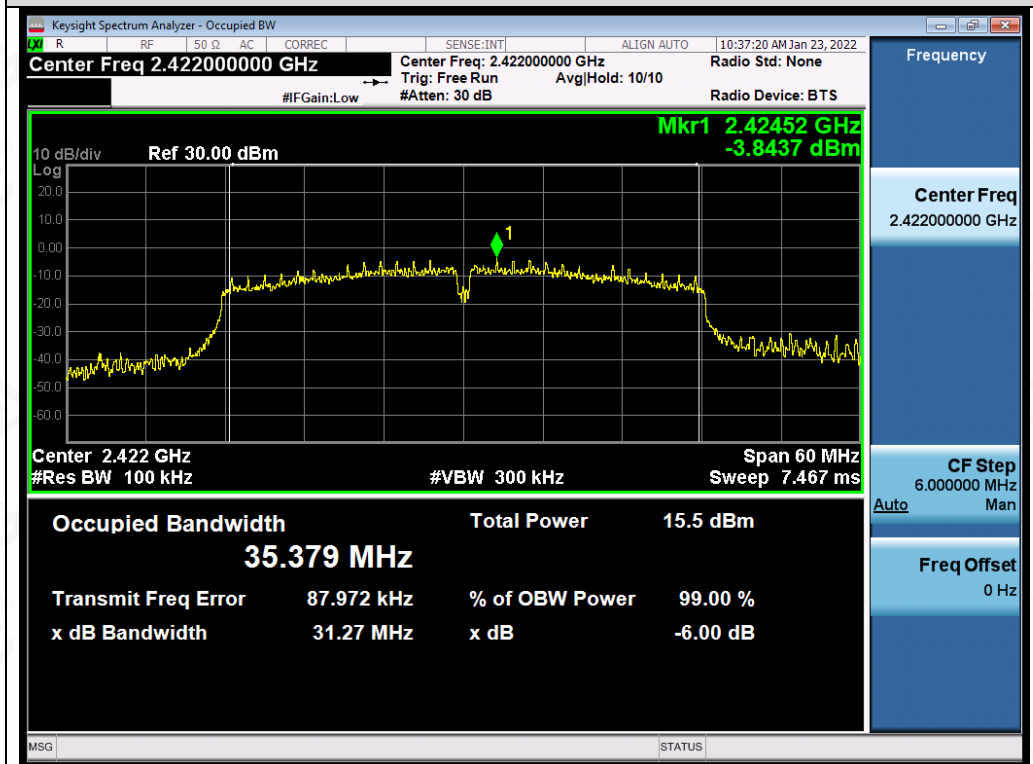 Keysight Spectrum Analyzer - Occupied BW
LXI R RF 50 Ω AC CORREC SENSE:INT ALIGN AUTO 10:37:20 AM Jan 23, 2022
Center Freq 2.422000000 GHz
Center Freq: 2.422000000 GHz Radio Std: None
Trig: Free Run Avg|Hold: 10/10
#IFGain:Low #Atten: 30 dB Radio Device: BTS
Frequency
Mkr1 2.42452 GHz
10 dB/div Ref 30.00 dBm -3.8437 dBm
Log
20.0
10.0
0.00
-10.0
-20.0
-30.0
-40.0
-50.0
-60.0
1
Center 2.422 GHz Span 60 MHz
#Res BW 100 kHz #VBW 300 kHz Sweep 7.467 ms
Center Freq
2.422000000 GHz
CF Step
6.000000 MHz
Auto Man
Freq Offset
0 Hz
Occupied Bandwidth Total Power 15.5 dBm
35.379 MHz
Transmit Freq Error 87.972 kHz % of OBW Power 99.00 %
x dB Bandwidth 31.27 MHz x dB -6.00 dB
MSG STATUS